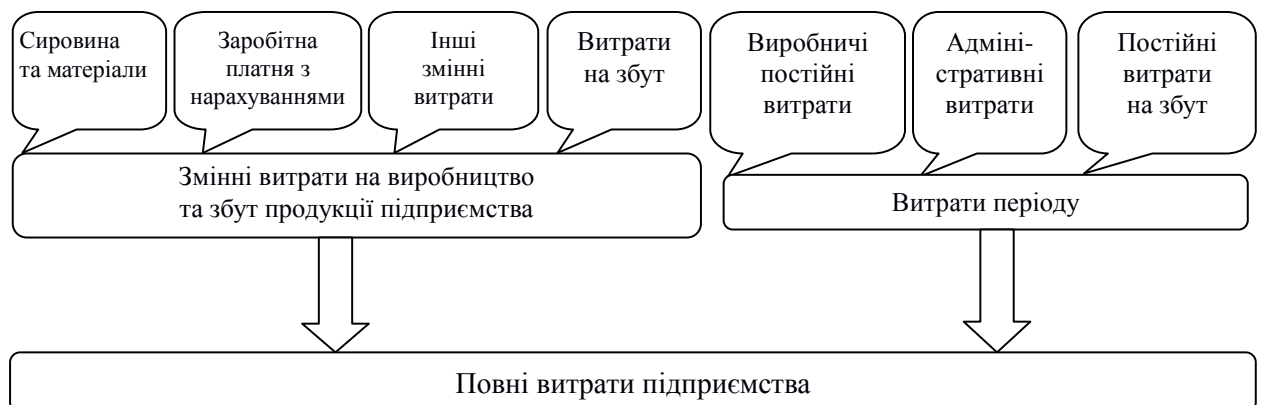 Сировина
та матеріали
Заробітна
платня з
нарахуваннями
Інші
змінні
витрати
Витрати
на збут
Виробничі
постійні
витрати
Адміні-
стративні
витрати
Постійні
витрати
на збут
Змінні витрати на виробництво
та збут продукції підприємства
Витрати періоду
Повні витрати підприємства